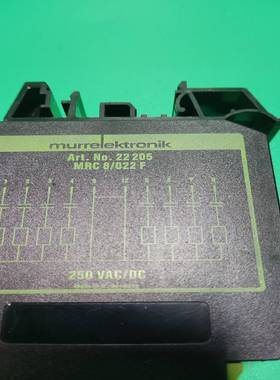 murrelektronik
Art. No. 22 205
MRC 8/022 F
250 VAC/DC